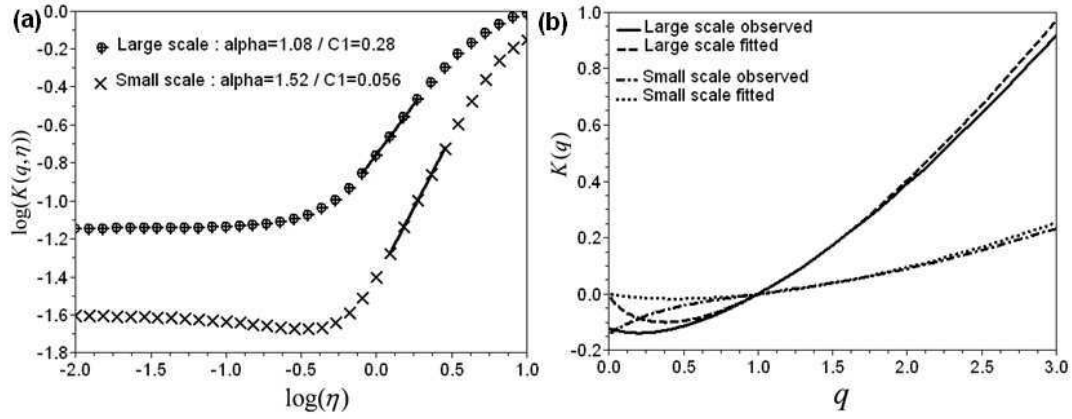 (a)
Large scale : alpha=1.08 / C1=0.28
Small scale : alpha=1.52 / C1=0.056
log(K(q,η))
-0.0
-0.2
-0.4
-0.6
-0.8
-1.0
-1.2
-1.4
-1.6
-1.8
-2.0 -1.5 -1.0 -0.5 0.0 0.5 1.0
log(η)
(b)
Large scale observed
Large scale fitted
Small scale observed
Small scale fitted
K(q)
1.0
0.8
0.6
0.4
0.2
0.0
-0.2
0.0 0.5 1.0 1.5 2.0 2.5 3.0
q